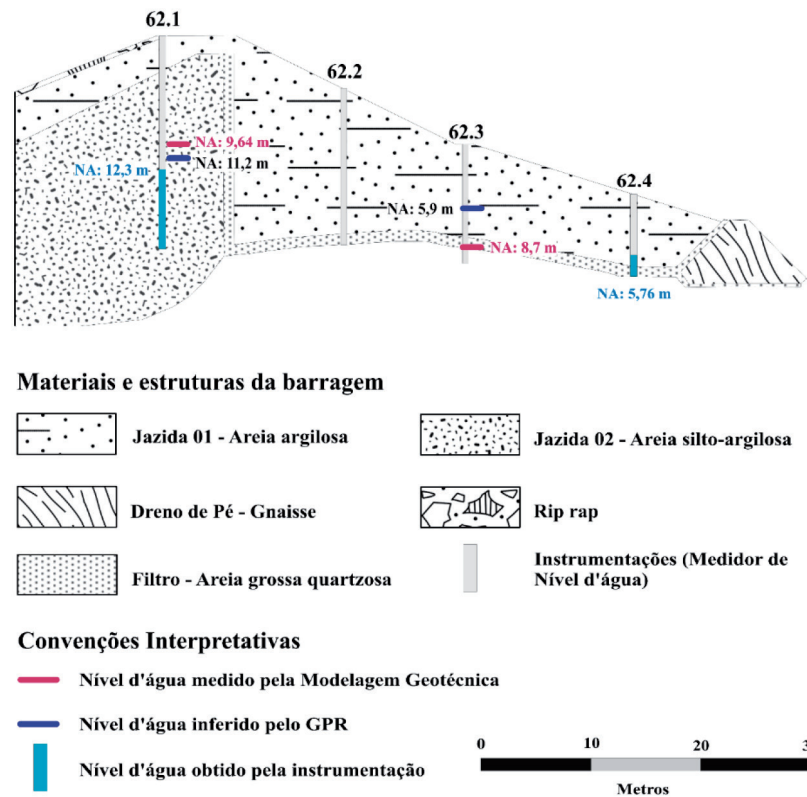 62.1
62.2
62.3
62.4
NA: 9,64 m
NA: 11,2 m
NA: 12,3 m
NA: 5,9 m
NA: 8,7 m
NA: 5,76 m
Materiais e estruturas da barragem
Jazida 01 - Areia argilosa
Jazida 02 - Areia silto-argilosa
Dreno de Pé - Gnaisse
Rip rap
Filtro - Areia grossa quartzosa
Instrumentações (Medidor de
Nível d'água)
Convenções Interpretativas
Nível d'água medido pela Modelagem Geotécnica
Nível d'água inferido pelo GPR
Nível d'água obtido pela instrumentação
0 10 20
Metros